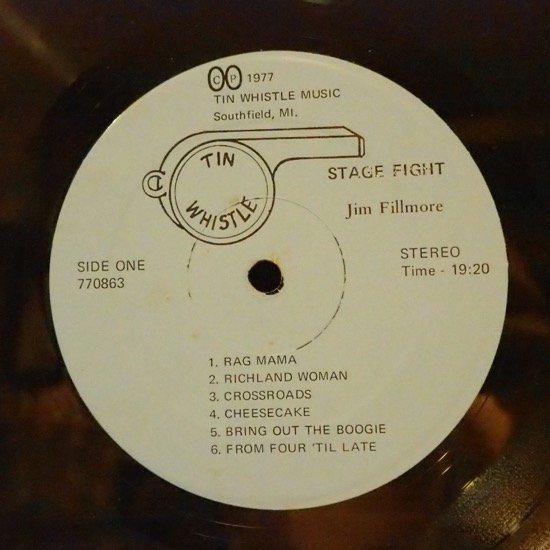 © ℗ 1977
TIN WHISTLE MUSIC
Southfield, MI.
TIN
WHISTLE
STAGE FIGHT
Jim Fillmore
SIDE ONE
770863
STEREO
Time - 19:20
1. RAG MAMA
2. RICHLAND WOMAN
3. CROSSROADS
4. CHEESECAKE
5. BRING OUT THE BOOGIE
6. FROM FOUR 'TIL LATE